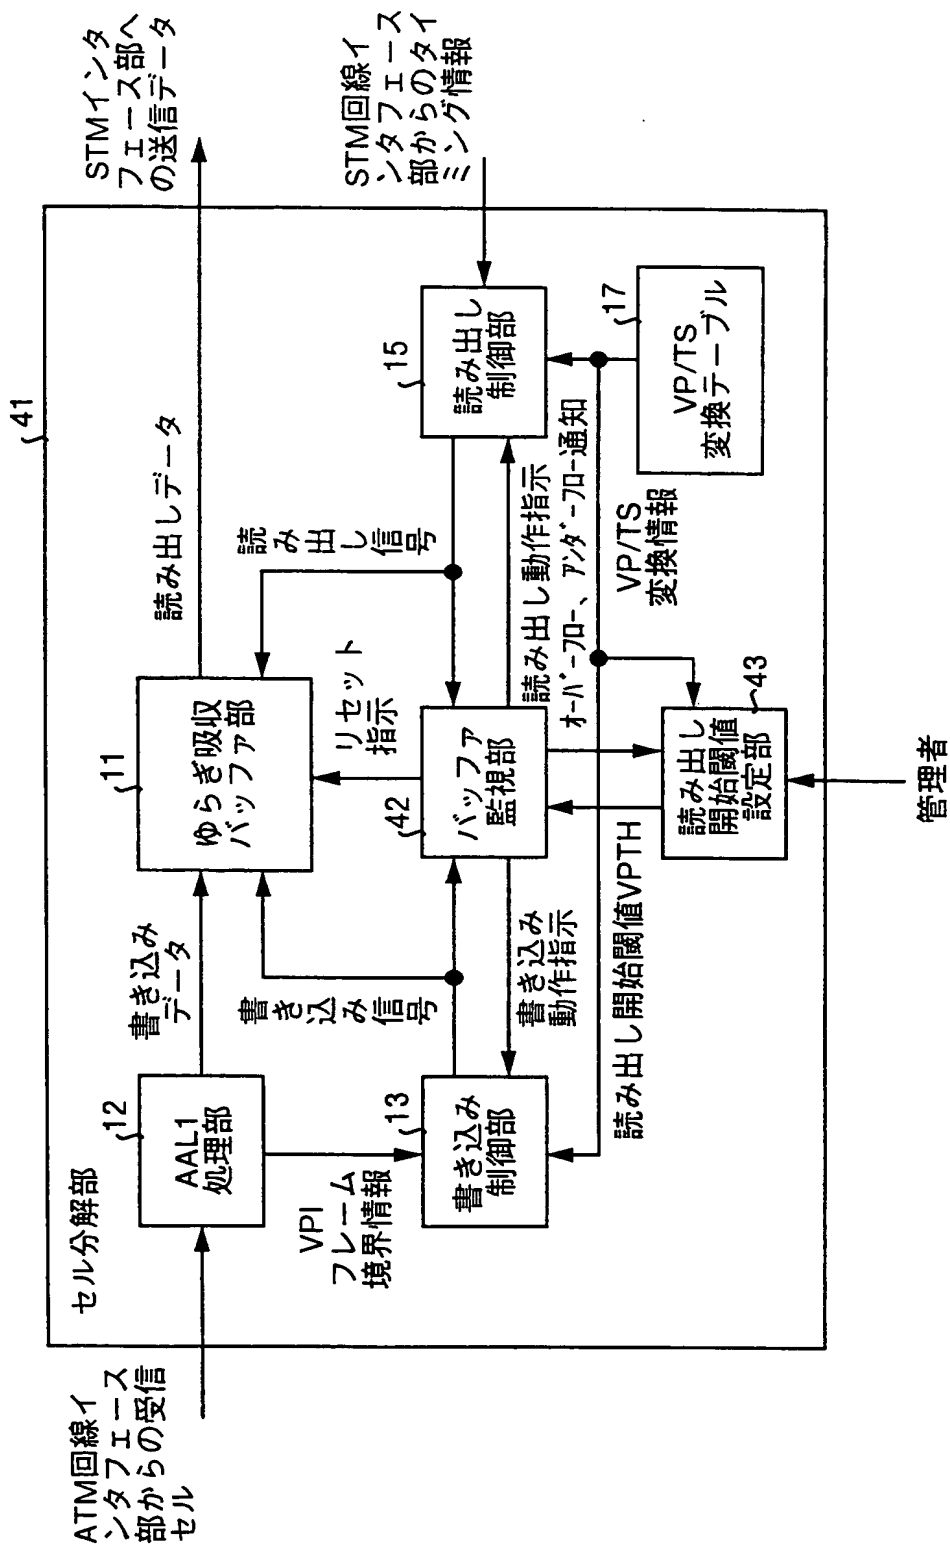 ATM回線イ
ンタフェース
部からの受信
セル
セル分解部
41
STMインタ
フェース部へ
の送信データ
12
AAL1
処理部
書き込み
データ
11
ゆらぎ吸収
バッファ部
読み出しデータ
VPI
フレーム
境界情報
書き込み信号
リセット
指示
読み出し信号
STM回線イ
ンタフェース
部からのタイ
ミング情報
13
書き込み
制御部
書き込み
動作指示
42
バッファ
監視部
読み出し動作指示
15
読み出し
制御部
オーバーフロー、アンダーフロー通知
読み出し開始閾値VPTH
43
読み出し
開始閾値
設定部
VP/TS
変換情報
17
VP/TS
変換テーブル
管理者